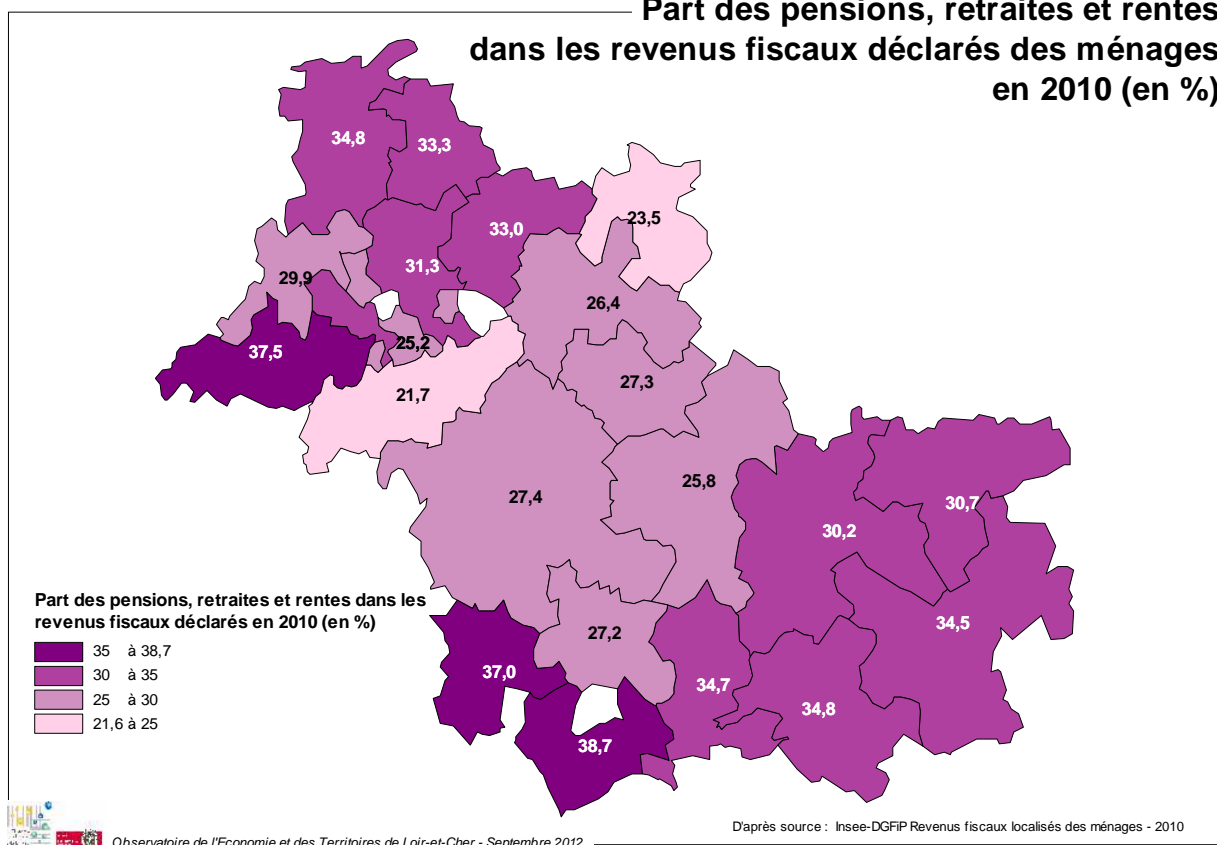 Part des pensions, retraites et rentes
dans les revenus fiscaux déclarés des ménages
en 2010 (en %)
34,8
33,3
23,5
33,0
31,3
29,9
26,4
25,2
37,5
27,3
21,7
25,8
27,4
30,7
30,2
34,5
27,2
37,0
34,7
34,8
38,7
Part des pensions, retraites et rentes dans les
revenus fiscaux déclarés en 2010 (en %)
35 à 38,7
30 à 35
25 à 30
21,6 à 25
D'après source : Insee-DGFiP Revenus fiscaux localisés des ménages - 2010
Observatoire de l'Economie et des Territoires de Loir-et-Cher - Septembre 2012